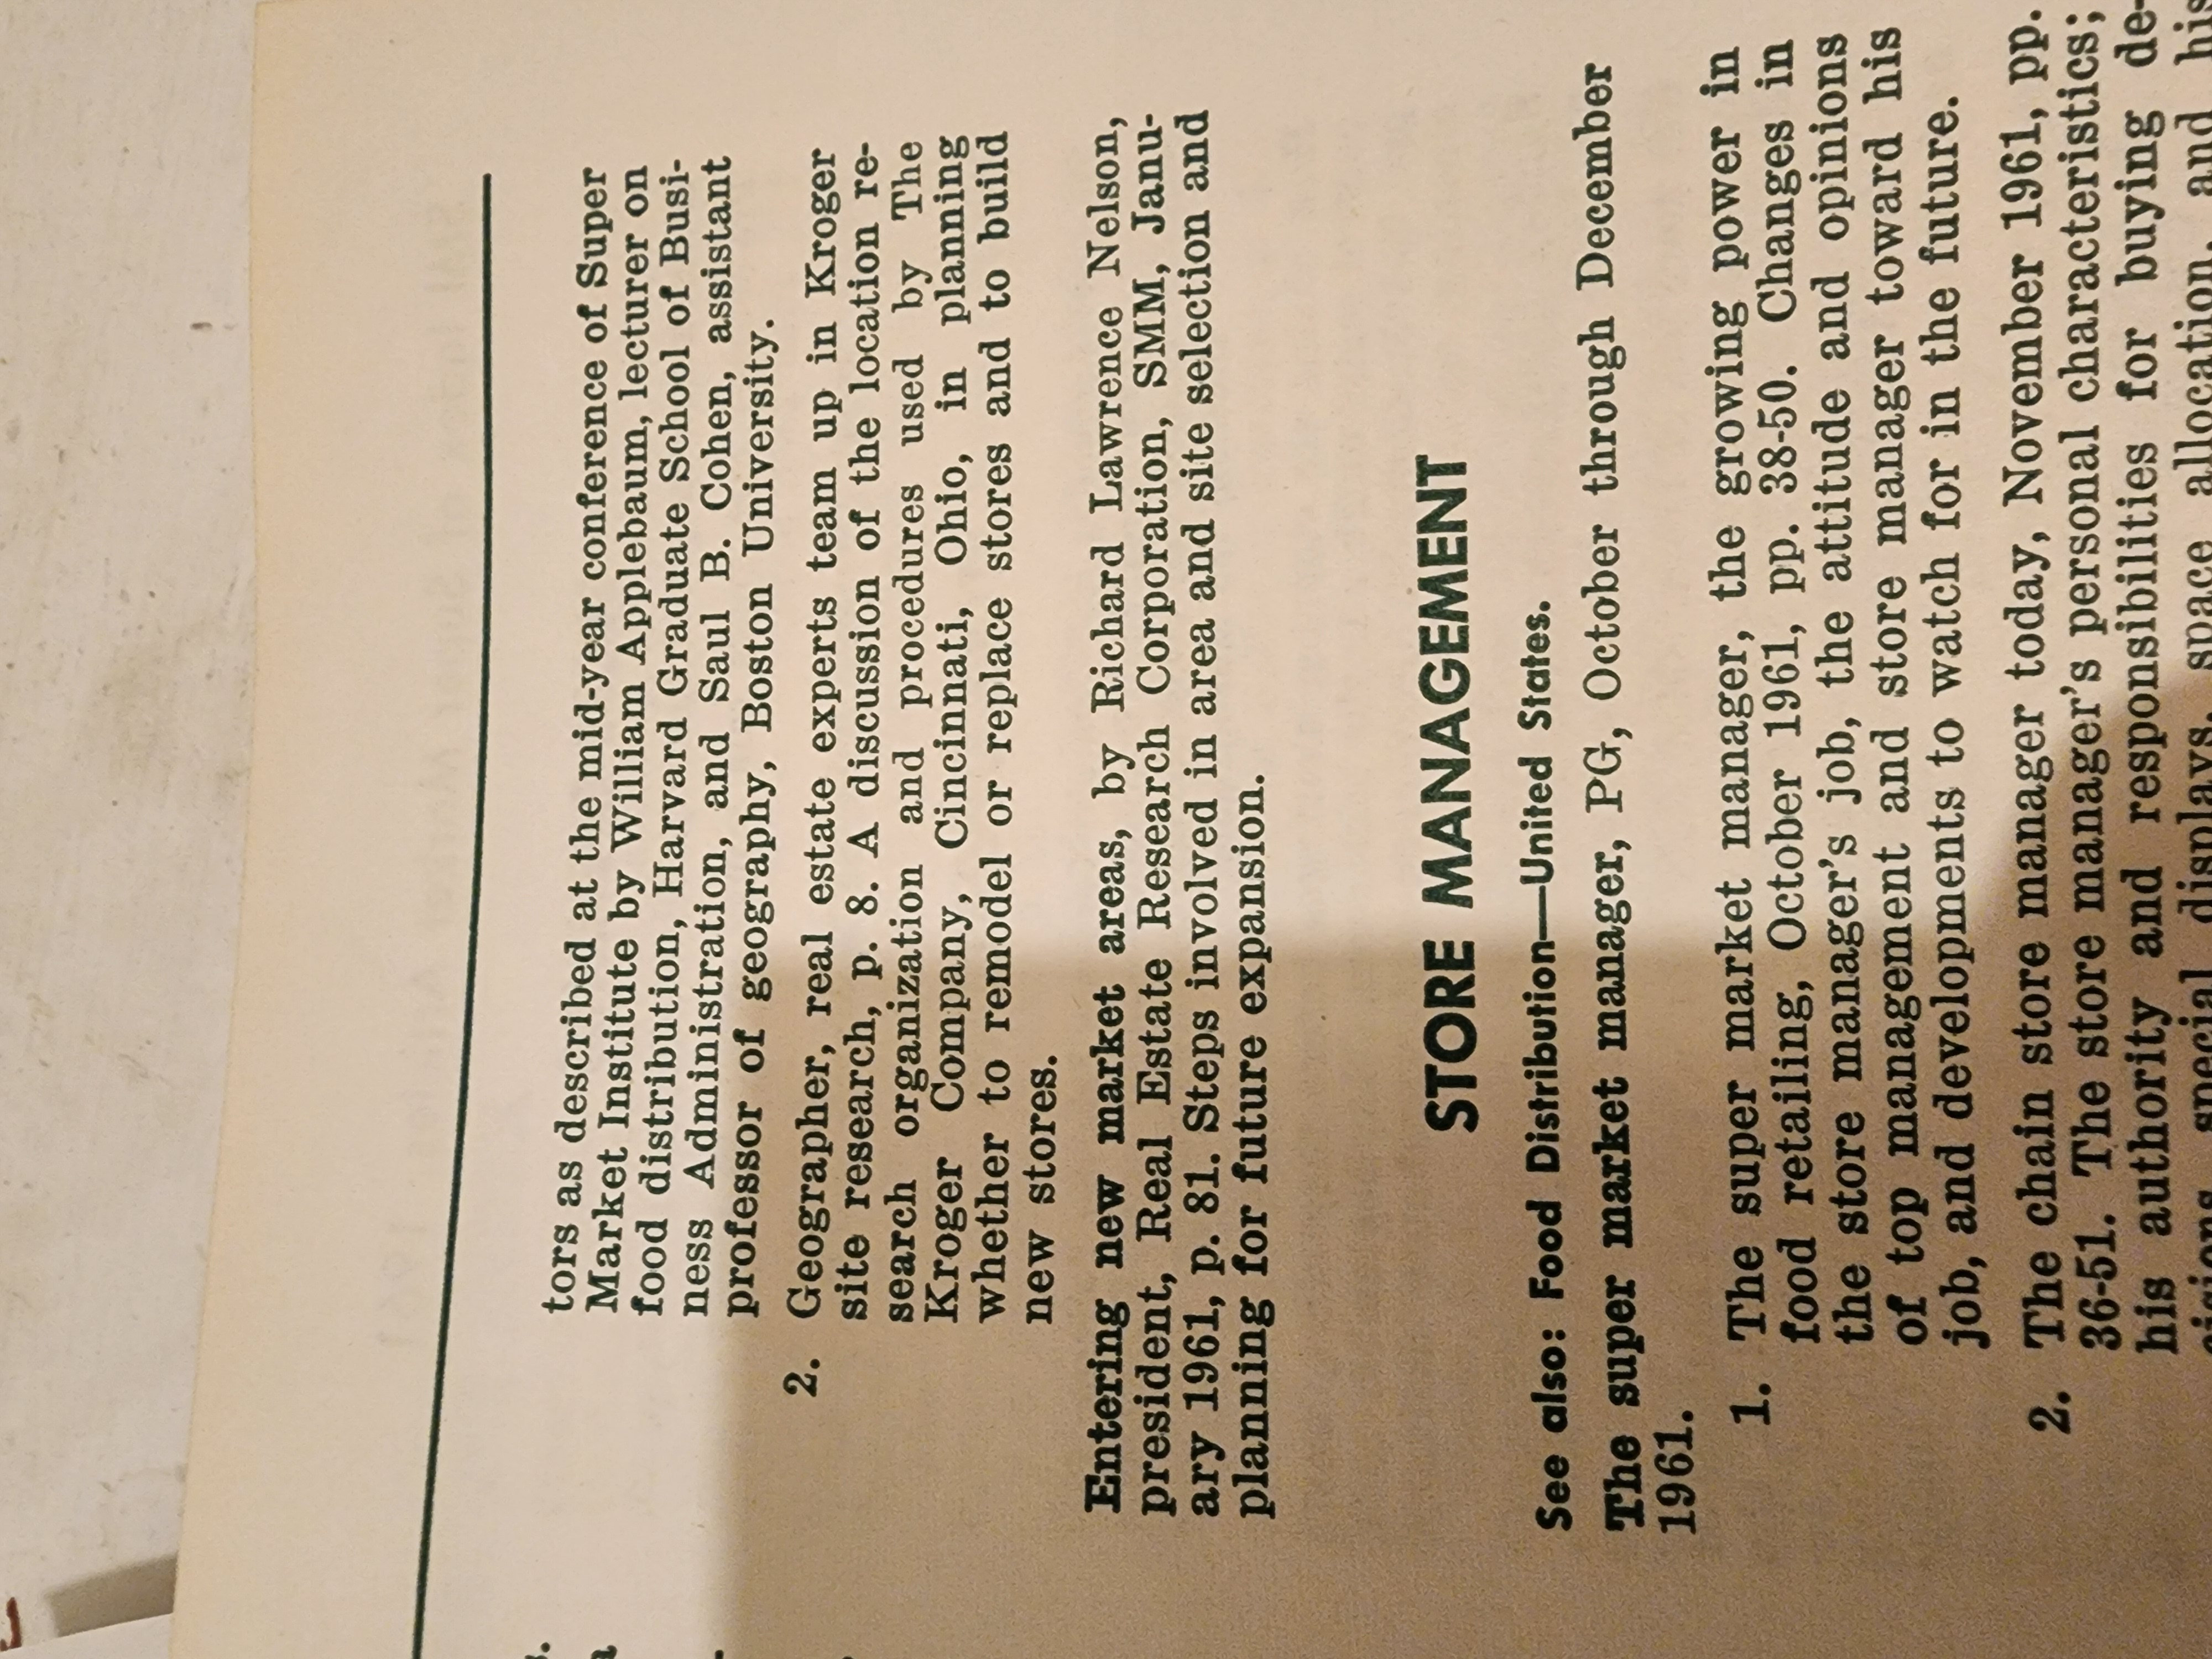 tors as described at the mid-year conference of Super
Market Institute by William Applebaum, lecturer on
food distribution, Harvard Graduate School of Busi-
ness Administration, and Saul B. Cohen, assistant
professor of geography, Boston University.
2. Geographer, real estate experts team up in Kroger
site research, p. 8. A discussion of the location re-
search organization and procedures used by The
Kroger Company, Cincinnati, Ohio, in planning
whether to remodel or replace stores and to build
new stores.
Entering new market areas, by Richard Lawrence Nelson,
president, Real Estate Research Corporation, SMM, Janu-
ary 1961, p. 81. Steps involved in area and site selection and
planning for future expansion.
STORE MANAGEMENT
See also: Food Distribution—United States.
The super market manager, PG, October through December
1961.
1. The super market manager, the growing power in
food retailing, October 1961, pp. 38-50. Changes in
the store manager's job, the attitude and opinions
of top management and store manager toward his
job, and developments to watch for in the future.
2. The chain store manager today, November 1961, pp.
36-51. The store manager's personal characteristics;
his authority and responsibilities for buying de-
special displays, space allocation, and his